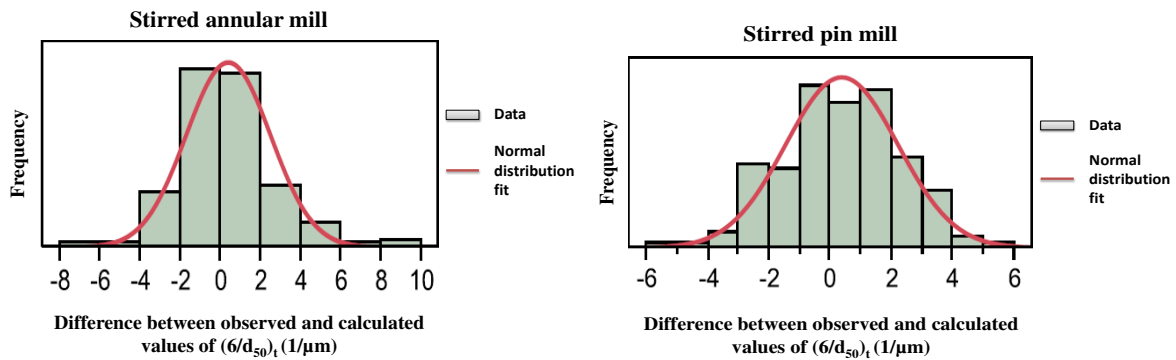 Stirred annular mill
Frequency
Data
Normal
distribution
fit
-8 -6 -4 -2 0 2 4 6 8 10
Difference between observed and calculated
values of (6/d50)t (1/μm)
Stirred pin mill
Frequency
Data
Normal
distribution
fit
-6 -4 -2 0 2 4 6
Difference between observed and calculated
values of (6/d50)t (1/μm)